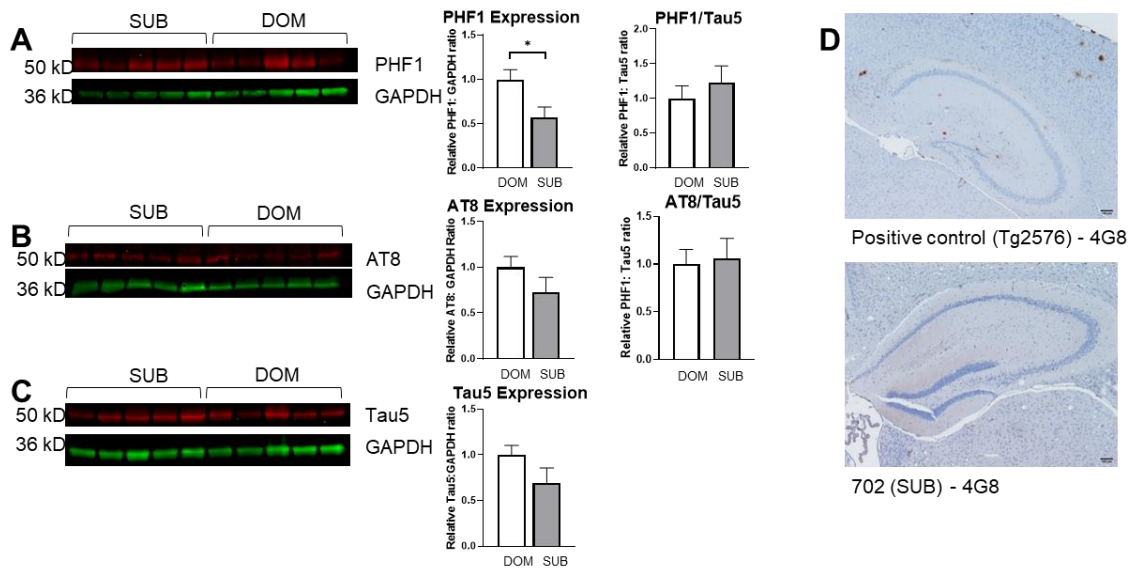 A
SUB DOM
50 kD PHF1
36 kD GAPDH
PHF1 Expression
Relative PHF1: GAPDH ratio
1.5
1.0
0.5
0.0
*
DOM SUB
PHF1/Tau5
Relative PHF1: Tau5 ratio
2.0
1.5
1.0
0.5
0.0
DOM SUB
B
SUB DOM
50 kD AT8
36 kD GAPDH
AT8 Expression
Relative AT8: GAPDH Ratio
1.5
1.0
0.5
0.0
DOM SUB
AT8/Tau5
Relative PHF1: Tau5 ratio
1.5
1.0
0.5
0.0
DOM SUB
C
SUB DOM
50 kD Tau5
36 kD GAPDH
Tau5 Expression
Relative Tau5:GAPDH ratio
1.5
1.0
0.5
0.0
DOM SUB
D
Positive control (Tg2576) - 4G8
702 (SUB) - 4G8